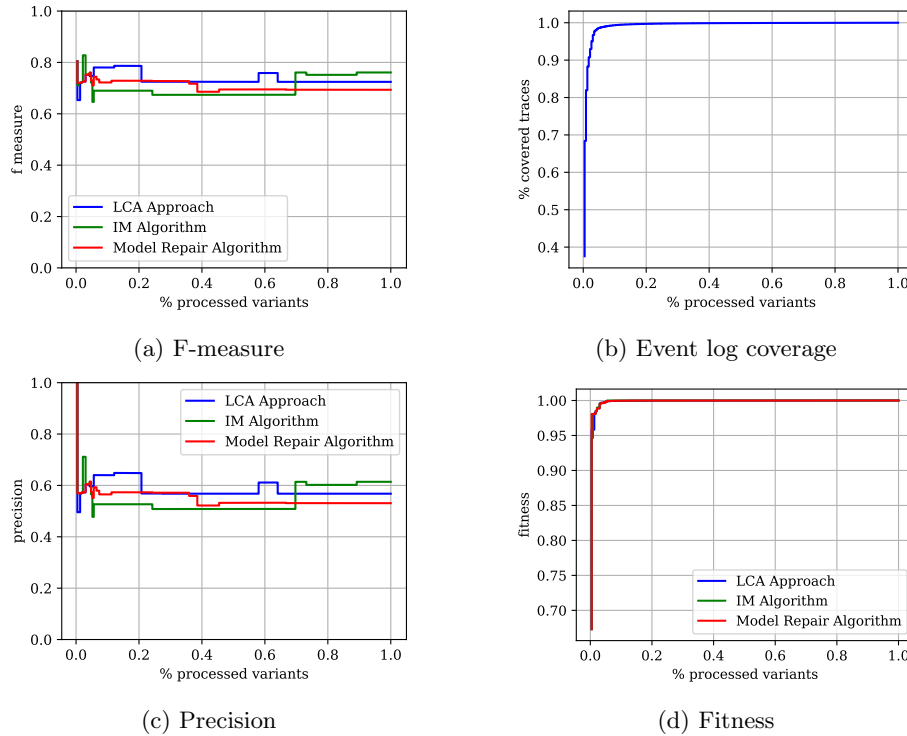 1.0
0.8
0.6
0.4
0.2
0.0
f measure
LCA Approach
IM Algorithm
Model Repair Algorithm
0.0 0.2 0.4 0.6 0.8 1.0
% processed variants
(a) F-measure
1.0
0.9
0.8
0.7
0.6
0.5
0.4
% covered traces
0.0 0.2 0.4 0.6 0.8 1.0
% processed variants
(b) Event log coverage
1.0
0.8
0.6
0.4
0.2
0.0
precision
LCA Approach
IM Algorithm
Model Repair Algorithm
0.0 0.2 0.4 0.6 0.8 1.0
% processed variants
(c) Precision
1.00
0.95
0.90
0.85
0.80
0.75
0.70
fitness
LCA Approach
IM Algorithm
Model Repair Algorithm
0.0 0.2 0.4 0.6 0.8 1.0
% processed variants
(d) Fitness